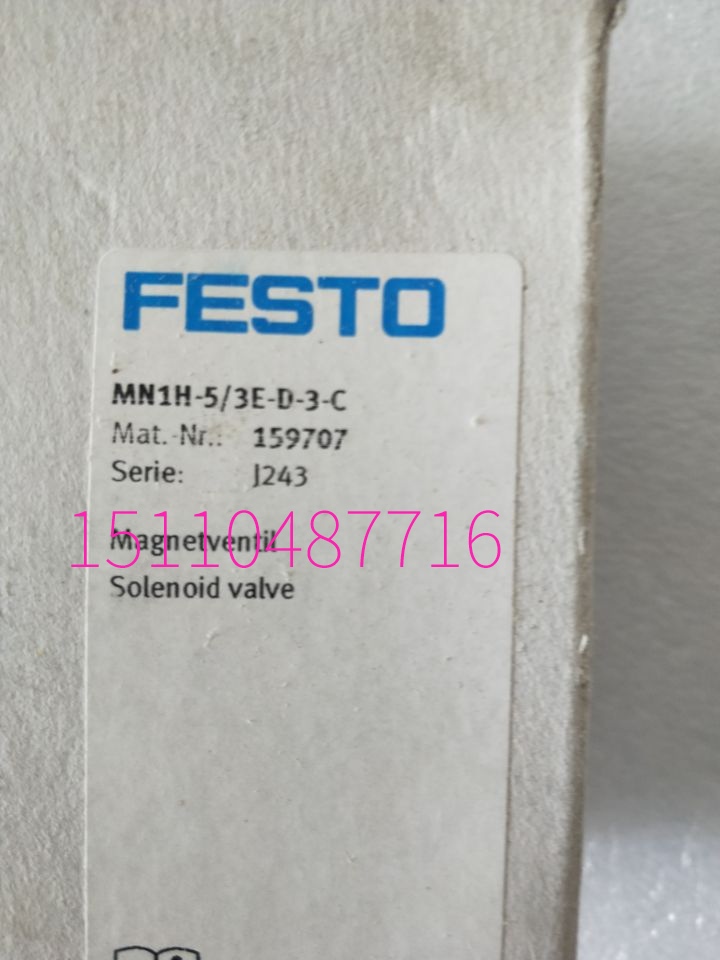 FESTO
MN1H-5/3E-D-3-C
Mat.-Nr.: 159707
Serie: J243
15110487716
Magnetventil
Solenoid valve